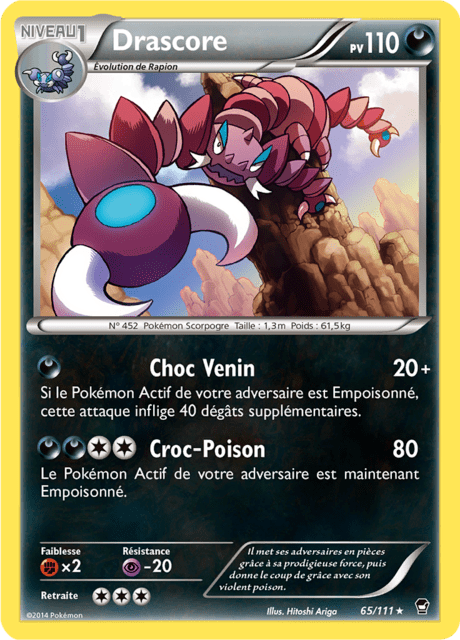 NIVEAU 1
Drascore
PV 110
Évolution de Rapion
N° 452 Pokémon Scorpogre Taille : 1,3m Poids : 61,5kg
Choc Venin 20+
Si le Pokémon Actif de votre adversaire est Empoisonné,
cette attaque inflige 40 dégâts supplémentaires.
Croc-Poison 80
Le Pokémon Actif de votre adversaire est maintenant
Empoisonné.
Faiblesse
×2
Résistance
-20
Retraite
Il met ses adversaires en pièces
grâce à sa prodigieuse force, puis
donne le coup de grâce avec son
violent poison.
©2014 Pokémon
Illus. Hitoshi Ariga
65/111 ★